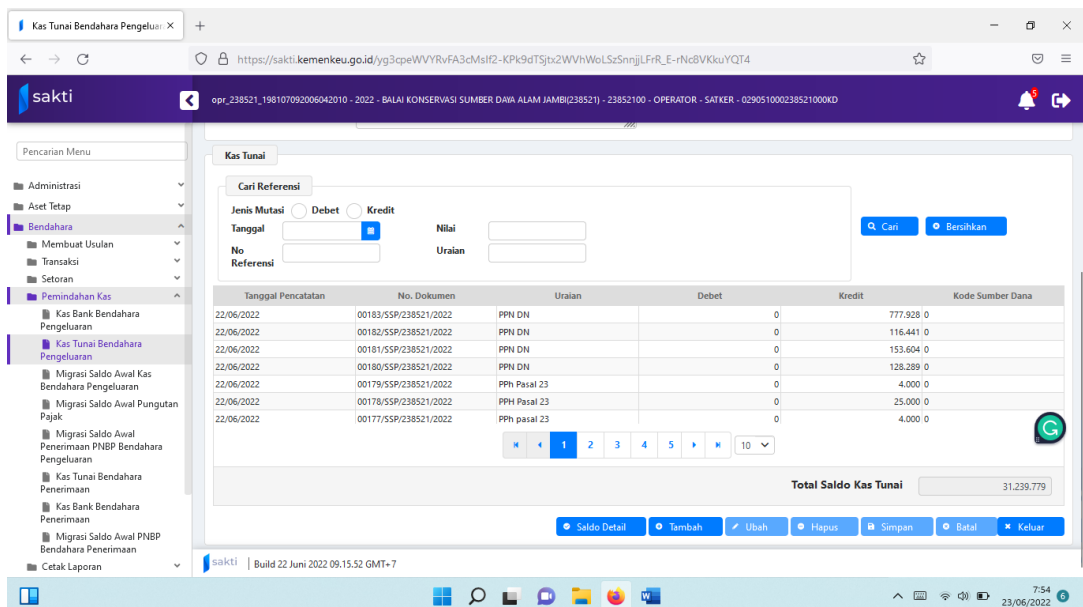 Kas Tunai Bendahara Pengeluar
https://sakti.kemenkeu.go.id/yg3cpeWVYRvFA3cMsIf2-KPk9dTSjtx2WVhWoLSzSnnjjLFrR_E-rNc8VKkuYQT4
sakti
opr_238521_198107092006042010 - 2022 - BALAI KONSERVASI SUMBER DAYA ALAM JAMBI(238521) - 23852100 - OPERATOR - SATKER - 029051000238521000KD
5
Pencarian Menu
Administrasi
Aset Tetap
Bendahara
Membuat Usulan
Transaksi
Setoran
Pemindahan Kas
Kas Bank Bendahara
Pengeluaran
Kas Tunai Bendahara
Pengeluaran
Migrasi Saldo Awal Kas
Bendahara Pengeluaran
Migrasi Saldo Awal Pungutan
Pajak
Migrasi Saldo Awal
Penerimaan PNBP Bendahara
Pengeluaran
Kas Tunai Bendahara
Penerimaan
Kas Bank Bendahara
Penerimaan
Migrasi Saldo Awal PNBP
Bendahara Penerimaan
Cetak Laporan
Kas Tunai
Cari Referensi
Jenis Mutasi Debet Kredit
Tanggal Nilai
No Referensi Uraian
Cari Bersihkan
Tanggal Pencatatan No. Dokumen Uraian Debet Kredit Kode Sumber Dana
22/06/2022 00183/SSP/238521/2022 PPN DN 0 777.928 0
22/06/2022 00182/SSP/238521/2022 PPN DN 0 116.441 0
22/06/2022 00181/SSP/238521/2022 PPN DN 0 153.604 0
22/06/2022 00180/SSP/238521/2022 PPN DN 0 128.289 0
22/06/2022 00179/SSP/238521/2022 PPh Pasal 23 0 4.000 0
22/06/2022 00178/SSP/238521/2022 PPH Pasal 23 0 25.000 0
22/06/2022 00177/SSP/238521/2022 PPh pasal 23 0 4.000 0
1 2 3 4 5 10
Total Saldo Kas Tunai 31.239.779
Saldo Detail Tambah Ubah Hapus Simpan Batal Keluar
sakti | Build 22 Juni 2022 09.15.52 GMT+7
7:54
23/06/2022 6